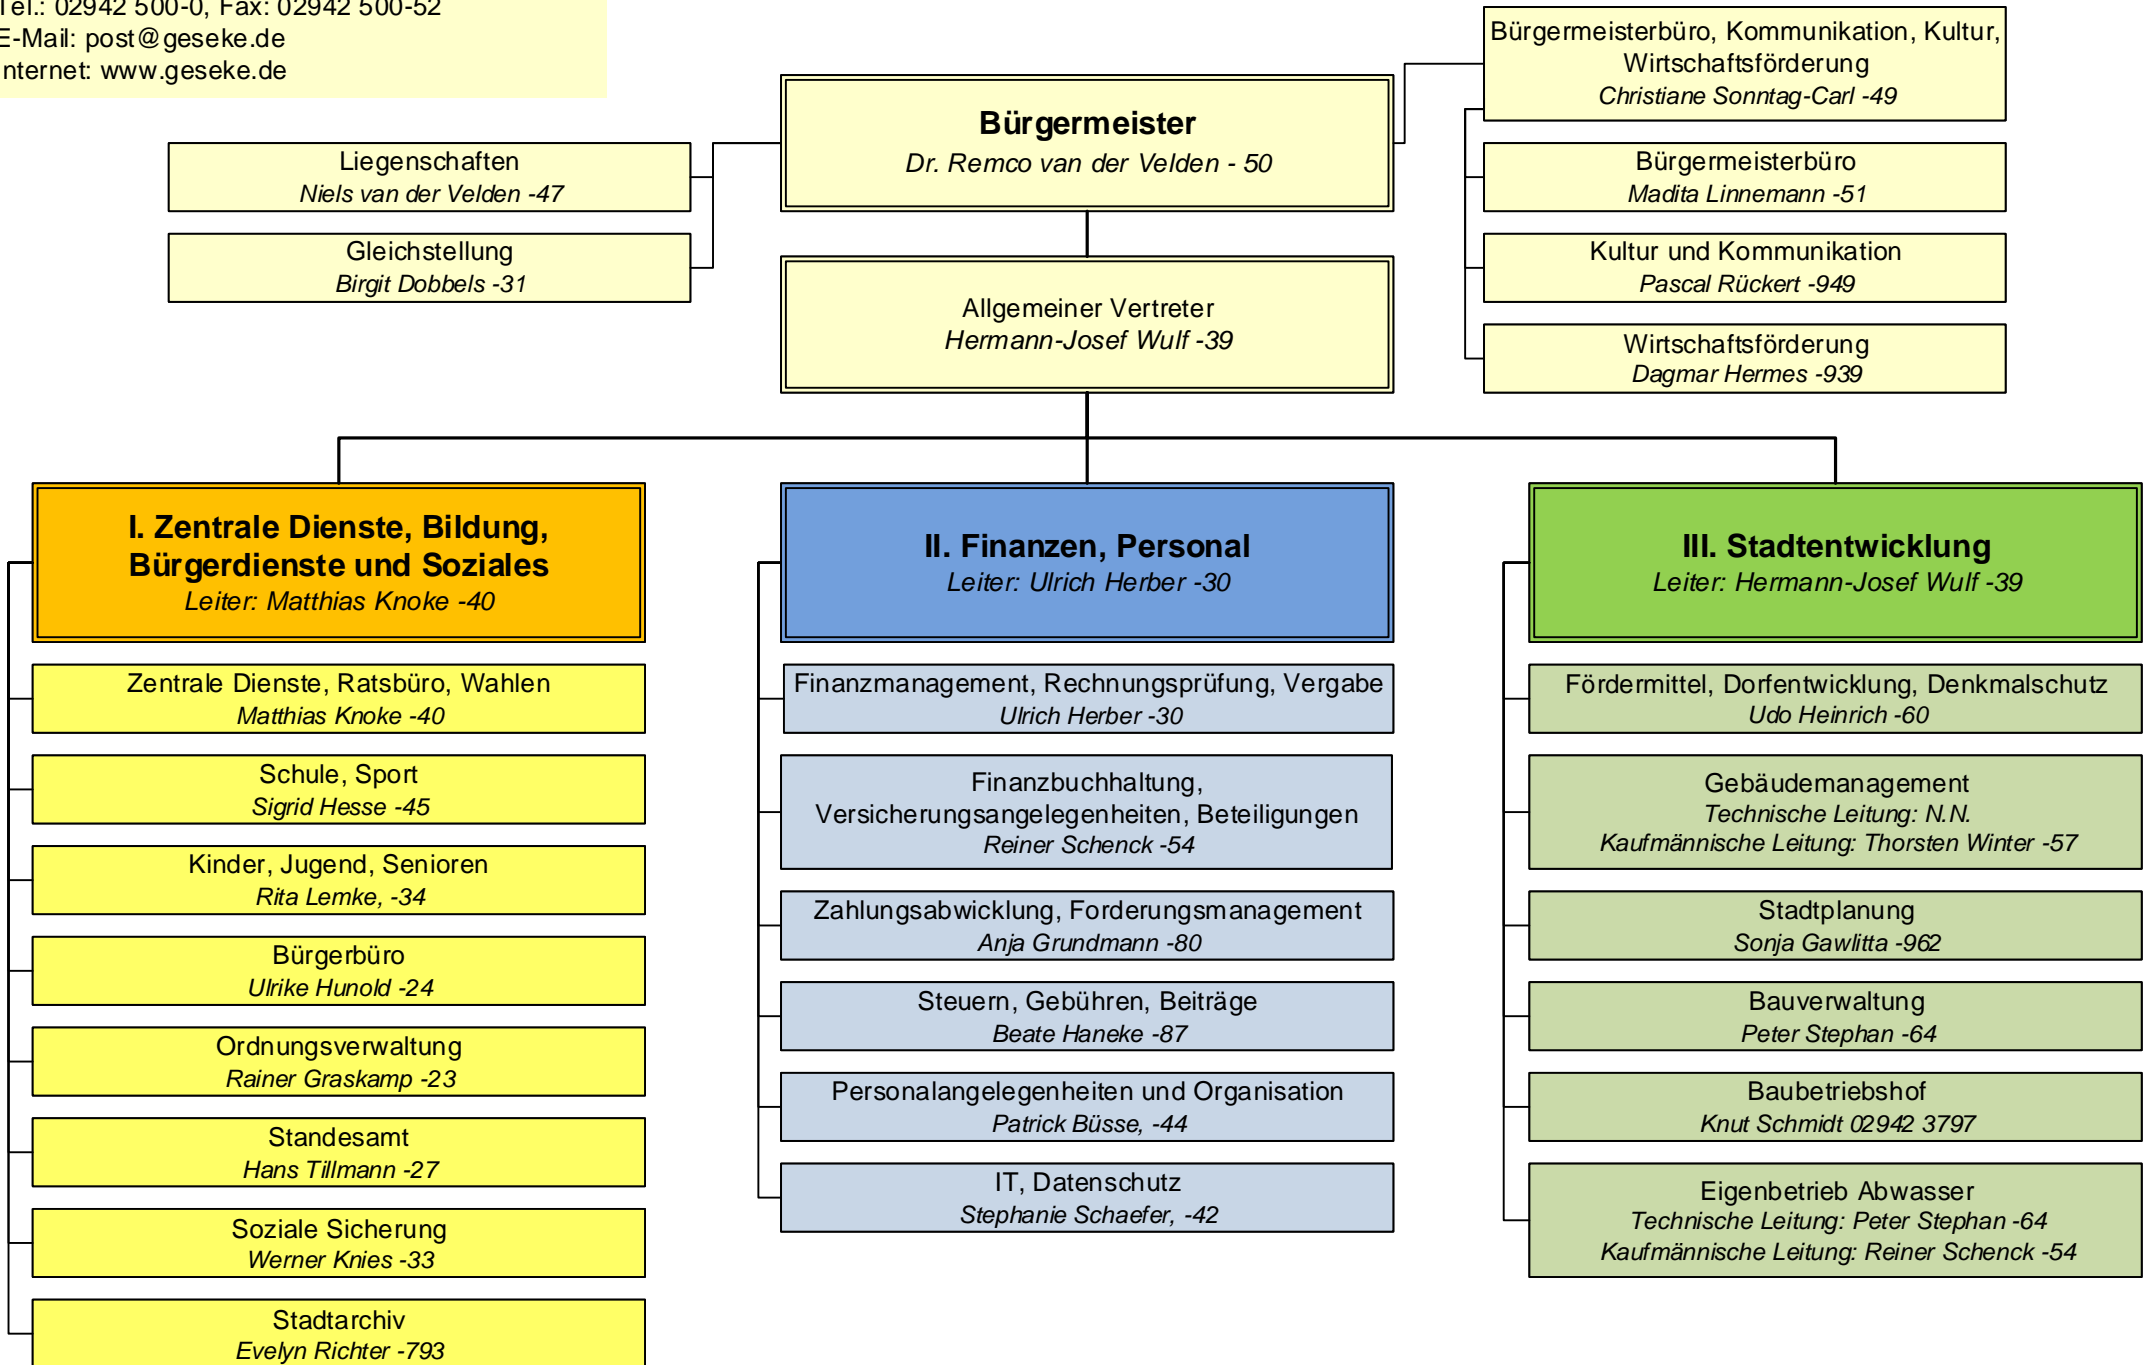 Tel.: 02942 500-0, Fax: 02942 500-52
E-Mail: post@geseke.de
Internet: www.geseke.de
Bürgermeisterbüro, Kommunikation, Kultur,
Wirtschaftsförderung
Christiane Sonntag-Carl -49
Bürgermeister
Dr. Remco van der Velden - 50
Liegenschaften
Niels van der Velden -47
Bürgermeisterbüro
Madita Linnemann -51
Gleichstellung
Birgit Dobbels -31
Kultur und Kommunikation
Pascal Rückert -949
Allgemeiner Vertreter
Hermann-Josef Wulf -39
Wirtschaftsförderung
Dagmar Hermes -939
I. Zentrale Dienste, Bildung,
Bürgerdienste und Soziales
Leiter: Matthias Knoke -40
Zentrale Dienste, Ratsbüro, Wahlen
Matthias Knoke -40
Schule, Sport
Sigrid Hesse -45
Kinder, Jugend, Senioren
Rita Lemke, -34
Bürgerbüro
Ulrike Hunold -24
Ordnungsverwaltung
Rainer Graskamp -23
Standesamt
Hans Tillmann -27
Soziale Sicherung
Werner Knies -33
Stadtarchiv
Evelyn Richter -793
II. Finanzen, Personal
Leiter: Ulrich Herber -30
Finanzmanagement, Rechnungsprüfung, Vergabe
Ulrich Herber -30
Finanzbuchhaltung,
Versicherungsangelegenheiten, Beteiligungen
Reiner Schenck -54
Zahlungsabwicklung, Forderungsmanagement
Anja Grundmann -80
Steuern, Gebühren, Beiträge
Beate Haneke -87
Personalangelegenheiten und Organisation
Patrick Büsse, -44
IT, Datenschutz
Stephanie Schaefer, -42
III. Stadtentwicklung
Leiter: Hermann-Josef Wulf -39
Fördermittel, Dorfentwicklung, Denkmalschutz
Udo Heinrich -60
Gebäudemanagement
Technische Leitung: N.N.
Kaufmännische Leitung: Thorsten Winter -57
Stadtplanung
Sonja Gawlitta -962
Bauverwaltung
Peter Stephan -64
Baubetriebshof
Knut Schmidt 02942 3797
Eigenbetrieb Abwasser
Technische Leitung: Peter Stephan -64
Kaufmännische Leitung: Reiner Schenck -54